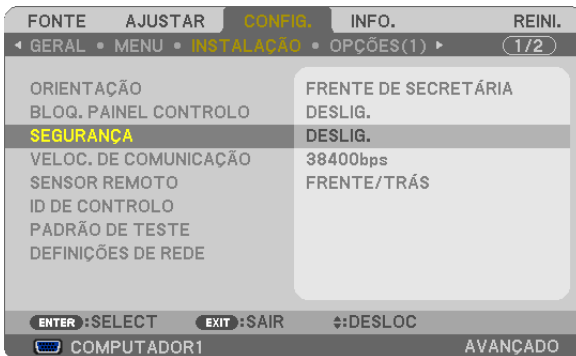 FONTE AJUSTAR CONFIG. INFO. REINI.
◂ GERAL • MENU • INSTALAÇÃO • OPÇÕES(1) ▸ 1/2
ORIENTAÇÃO FRENTE DE SECRETÁRIA
BLOQ. PAINEL CONTROLO DESLIG.
SEGURANÇA DESLIG.
VELOC. DE COMUNICAÇÃO 38400bps
SENSOR REMOTO FRENTE/TRÁS
ID DE CONTROLO
PADRÃO DE TESTE
DEFINIÇÕES DE REDE
ENTER :SELECT EXIT :SAIR :DESLOC
COMPUTADOR1 AVANÇADO